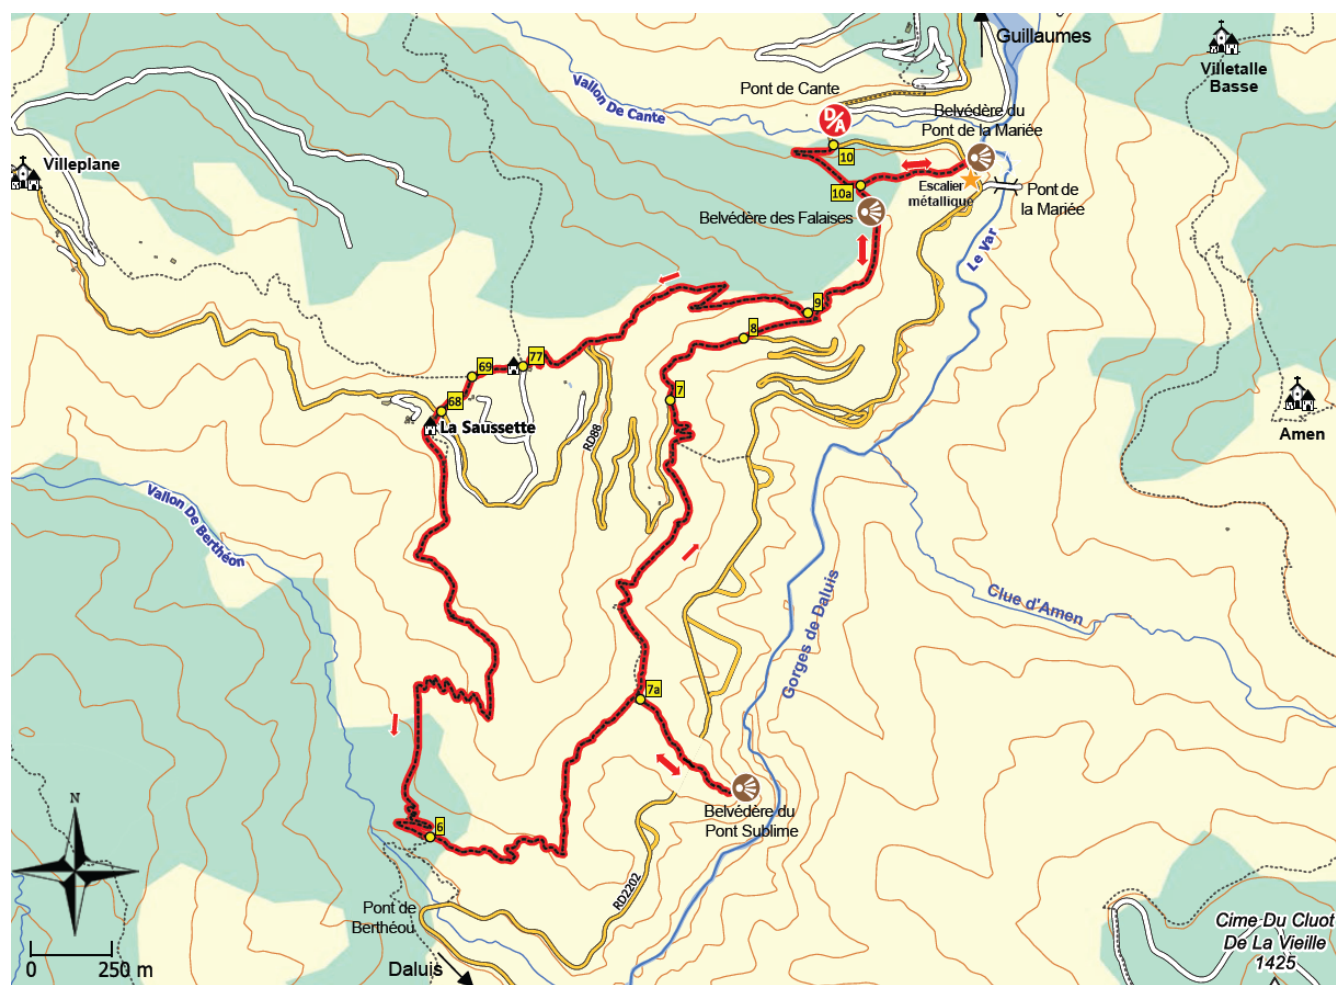 Guillaumes
Villetalle
Basse
Pont de Cante
Vallon De Cante
D/A
Belvédère du
Pont de la Mariée
Villeplane
10
10a
Escalier
métallique
Pont de
la Mariée
Belvédère des Falaises
Le Var
9
8
77
69
7
68
La Saussette
RD88
Amen
Vallon De Berthéon
Clue d'Amen
Gorges de Daluis
7a
N
Belvédère du
Pont Sublime
6
RD2202
Pont de
Berthéou
Cime Du Cluot
De La Vieille
1425
0 250 m
Daluis